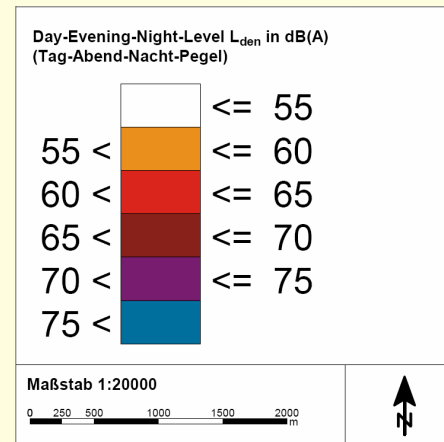 Day-Evening-Night-Level Lden in dB(A)
(Tag-Abend-Nacht-Pegel)
<= 55
55 < <= 60
60 < <= 65
65 < <= 70
70 < <= 75
75 <
Maßstab 1:20000
0 250 500 1000 1500 2000 m
N